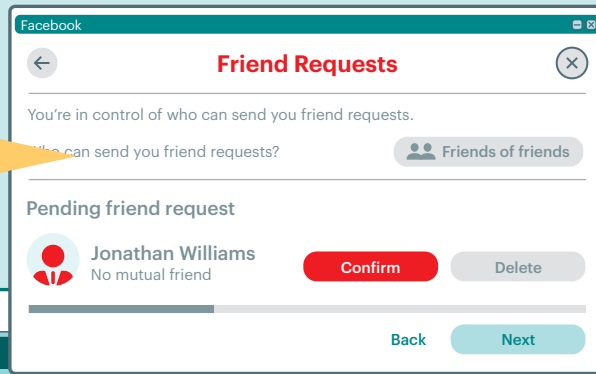 Facebook
Friend Requests
You're in control of who can send you friend requests.
Who can send you friend requests?
Friends of friends
Pending friend request
Jonathan Williams
No mutual friend
Confirm
Delete
Back
Next